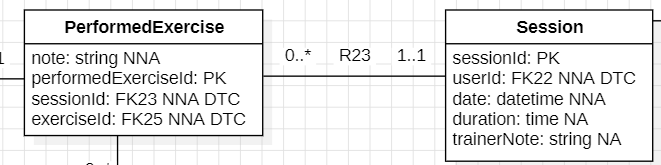 PerformedExercise
note: string NNA
performedExerciseId: PK
sessionId: FK23 NNA DTC
exerciseId: FK25 NNA DTC
0..* R23 1..1
Session
sessionId: PK
userId: FK22 NNA DTC
date: datetime NNA
duration: time NA
trainerNote: string NA